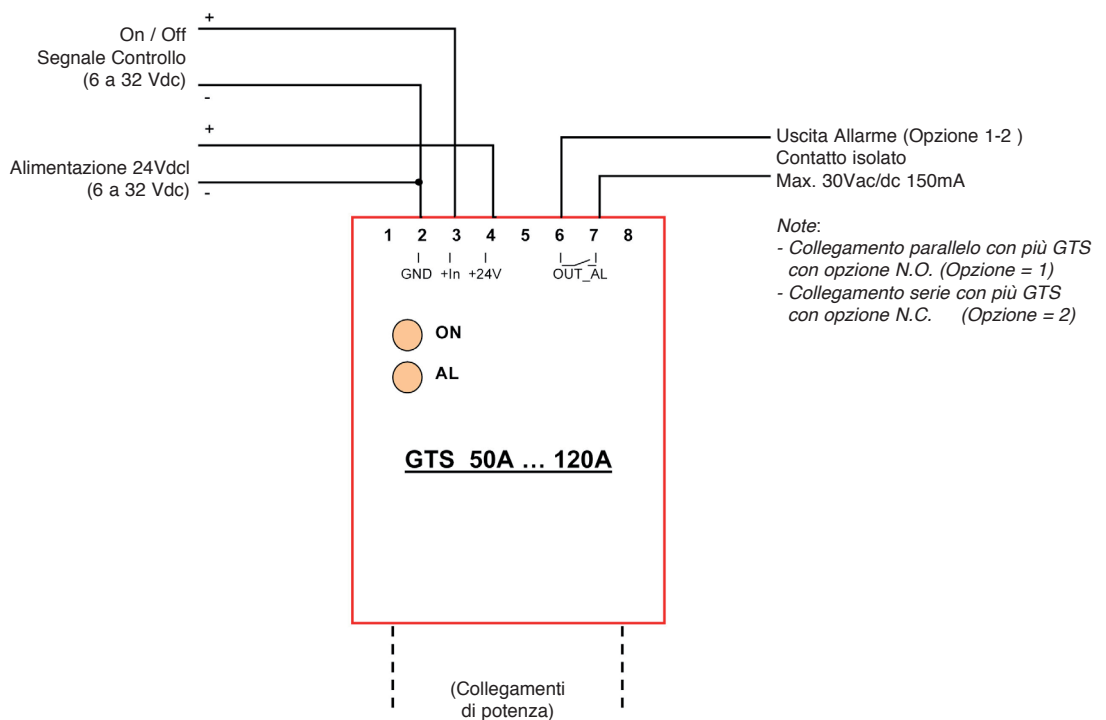 +
On / Off
Segnale Controllo
(6 a 32 Vdc)
-
+
Alimentazione 24Vdcl
(6 a 32 Vdc)
-
Uscita Allarme (Opzione 1-2 )
Contatto isolato
Max. 30Vac/dc 150mA
Note:
- Collegamento parallelo con più GTS
con opzione N.O. (Opzione = 1)
- Collegamento serie con più GTS
con opzione N.C. (Opzione = 2)
1 2 3 4 5 6 7 8
GND +In +24V OUT_AL
ON
AL
GTS 50A ... 120A
(Collegamenti
di potenza)